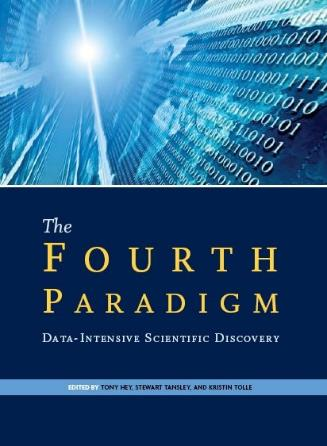 The
FOURTH
PARADIGM
DATA-INTENSIVE SCIENTIFIC DISCOVERY
EDITED BY TONY HEY, STEWART TANSLEY, AND KRISTIN TOLLE